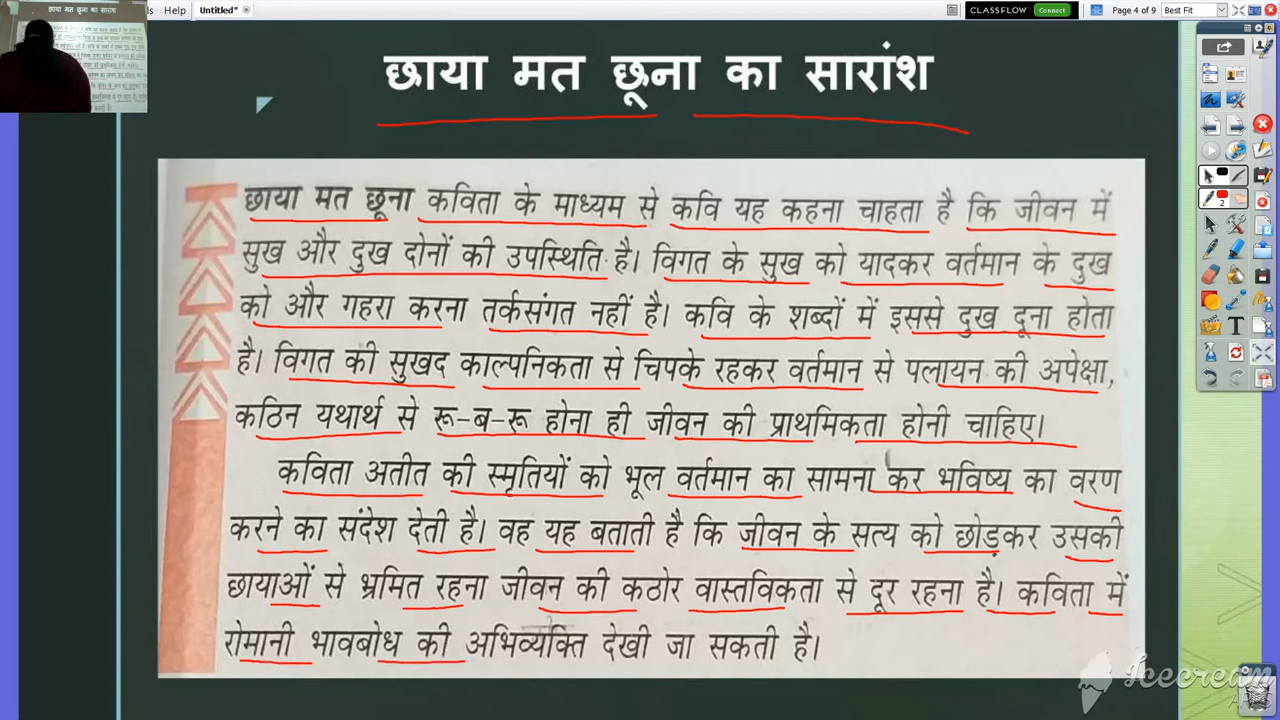 ls Help Untitled*
CLASSFLOW Connect
Page 4 of 9 Best Fit
छाया मत छूना का सारांश
छाया मत छूना कविता के माध्यम से कवि यह कहना चाहता है कि जीवन में
सुख और दुख दोनों की उपस्थिति है। विगत के सुख को यादकर वर्तमान के दुख
को और गहरा करना तर्कसंगत नहीं है। कवि के शब्दों में इससे दुख दूना होता
है। विगत की सुखद काल्पनिकता से चिपके रहकर वर्तमान से पलायन की अपेक्षा,
कठिन यथार्थ से रू-ब-रू होना ही जीवन की प्राथमिकता होनी चाहिए।
कविता अतीत की स्मृतियों को भूल वर्तमान का सामना कर भविष्य का वरण
करने का संदेश देती है। वह यह बताती है कि जीवन के सत्य को छोड़कर उसकी
छायाओं से भ्रमित रहना जीवन की कठोर वास्तविकता से दूर रहना है। कविता में
रोमानी भावबोध की अभिव्यक्ति देखी जा सकती है।
2
Icecream
APPS